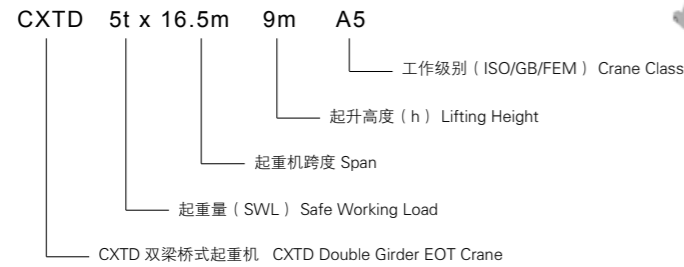 CXTD 5t x 16.5m 9m A5
工作级别（ISO/GB/FEM） Crane Class
起升高度（h） Lifting Height
起重机跨度 Span
起重量（SWL） Safe Working Load
CXTD 双梁桥式起重机 CXTD Double Girder EOT Crane